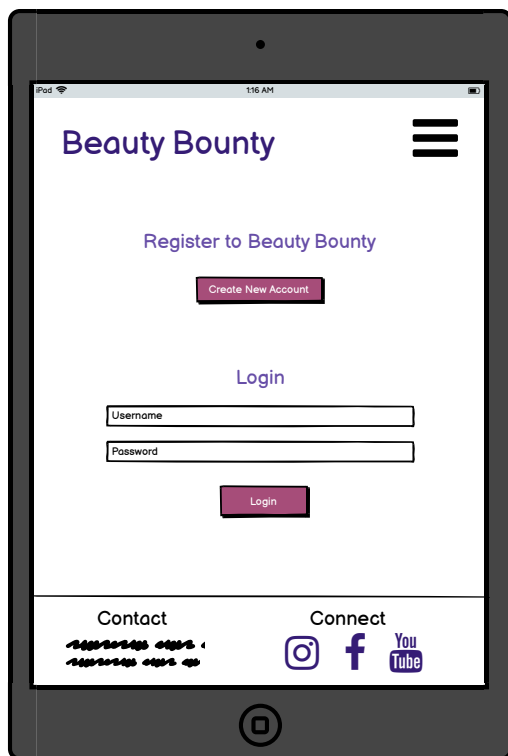 iPad 1:16 AM
Beauty Bounty
Register to Beauty Bounty
Create New Account
Login
Username
Password
Login
Contact Connect
You
Tube